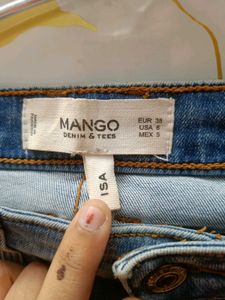 MANGO
DENIM & TEES
EUR 38
USA 6
MEX 5
ISA